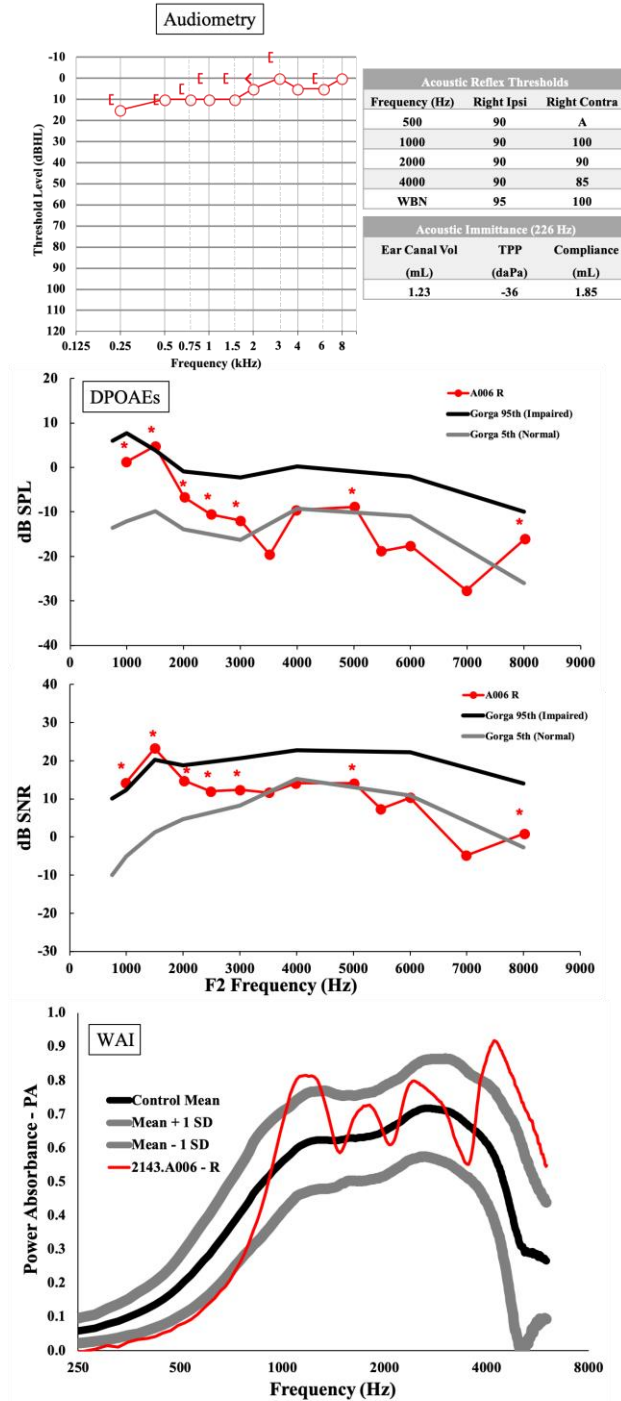 Audiometry
-10
0
10
20
30
40
50
60
70
80
90
100
110
120
Threshold Level (dBHL)
0.125 0.25 0.5 0.75 1 1.5 2 3 4 6 8
Frequency (kHz)
Acoustic Reflex Thresholds
Frequency (Hz) Right Ipsi Right Contra
500 90 A
1000 90 100
2000 90 90
4000 90 85
WBN 95 100
Acoustic Immittance (226 Hz)
Ear Canal Vol TPP Compliance
(mL) (daPa) (mL)
1.23 -36 1.85
DPOAEs
A006 R
Gorga 95th (Impaired)
Gorga 5th (Normal)
20
10
0
-10
-20
-30
-40
dB SPL
* * * * * * *
0 1000 2000 3000 4000 5000 6000 7000 8000 9000
A006 R
Gorga 95th (Impaired)
Gorga 5th (Normal)
40
30
20
10
0
-10
-20
-30
dB SNR
* * * * * * *
0 1000 2000 3000 4000 5000 6000 7000 8000 9000
F2 Frequency (Hz)
WAI
Control Mean
Mean + 1 SD
Mean - 1 SD
2143.A006 - R
1.0
0.9
0.8
0.7
0.6
0.5
0.4
0.3
0.2
0.1
0.0
Power Absorbance - PA
250 500 1000 2000 4000 8000
Frequency (Hz)